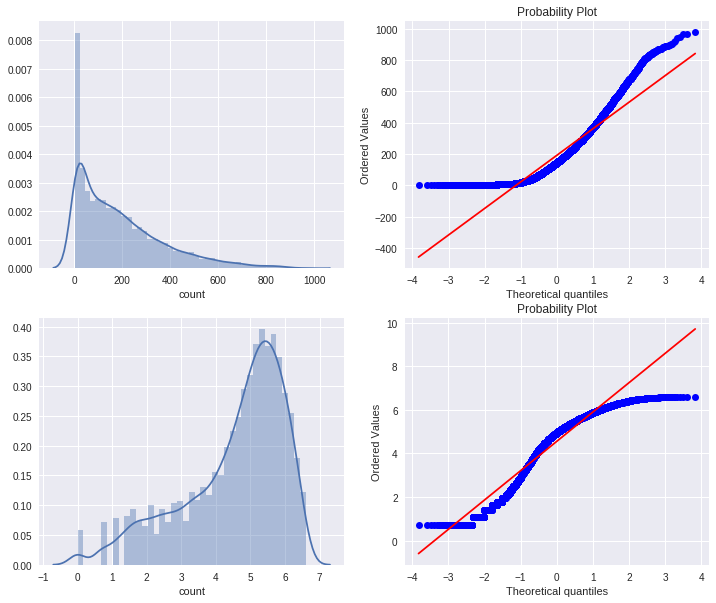 Probability Plot
0.008
0.007
0.006
0.005
0.004
0.003
0.002
0.001
0.000
0 200 400 600 800 1000
count
Ordered Values
1000
800
600
400
200
0
−200
−400
−4 −3 −2 −1 0 1 2 3 4
Theoretical quantiles
Probability Plot
0.40
0.35
0.30
0.25
0.20
0.15
0.10
0.05
0.00
−1 0 1 2 3 4 5 6 7
count
Ordered Values
10
8
6
4
2
0
−4 −3 −2 −1 0 1 2 3 4
Theoretical quantiles